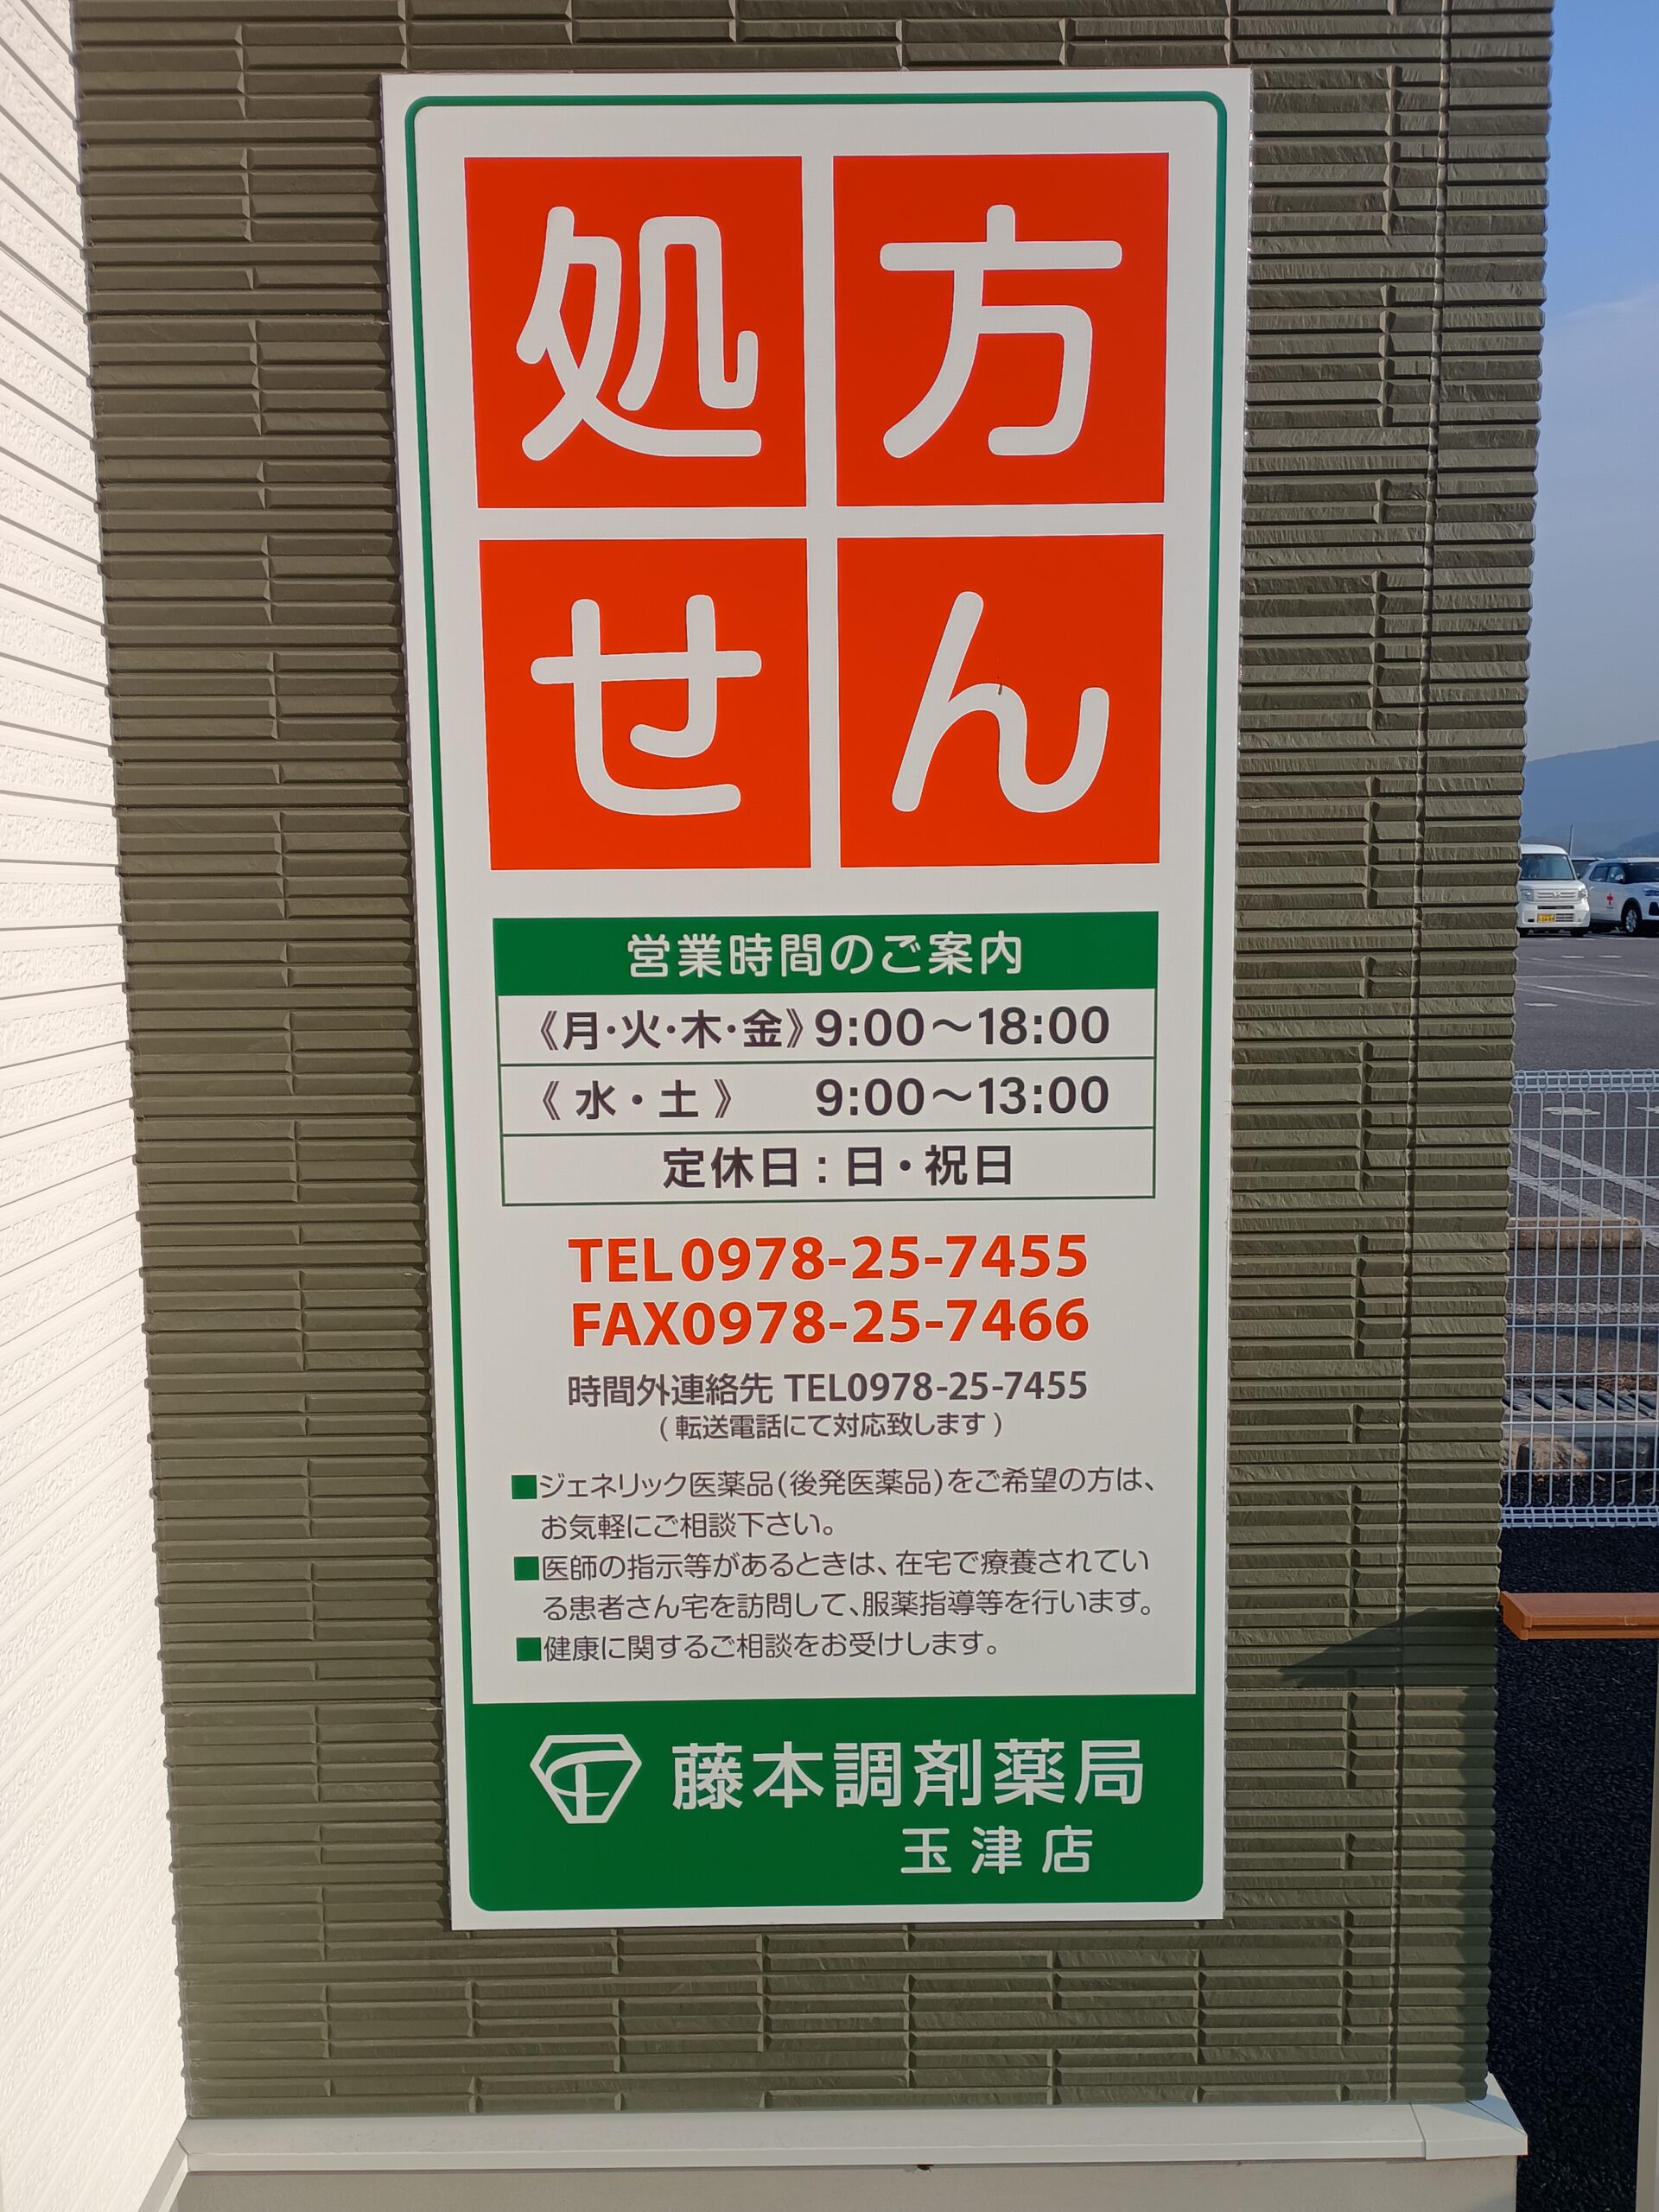 処方
せん
営業時間のご案内
《月・火・木・金》9:00～18:00
《水・土》 9:00～13:00
定休日：日・祝日
TEL0978-25-7455
FAX0978-25-7466
時間外連絡先 TEL0978-25-7455
(転送電話にて対応致します)
■ジェネリック医薬品(後発医薬品)をご希望の方は、
お気軽にご相談下さい。
■医師の指示等があるときは、在宅で療養されてい
る患者さん宅を訪問して、服薬指導等を行います。
■健康に関するご相談をお受けします。
藤本調剤薬局
玉津店